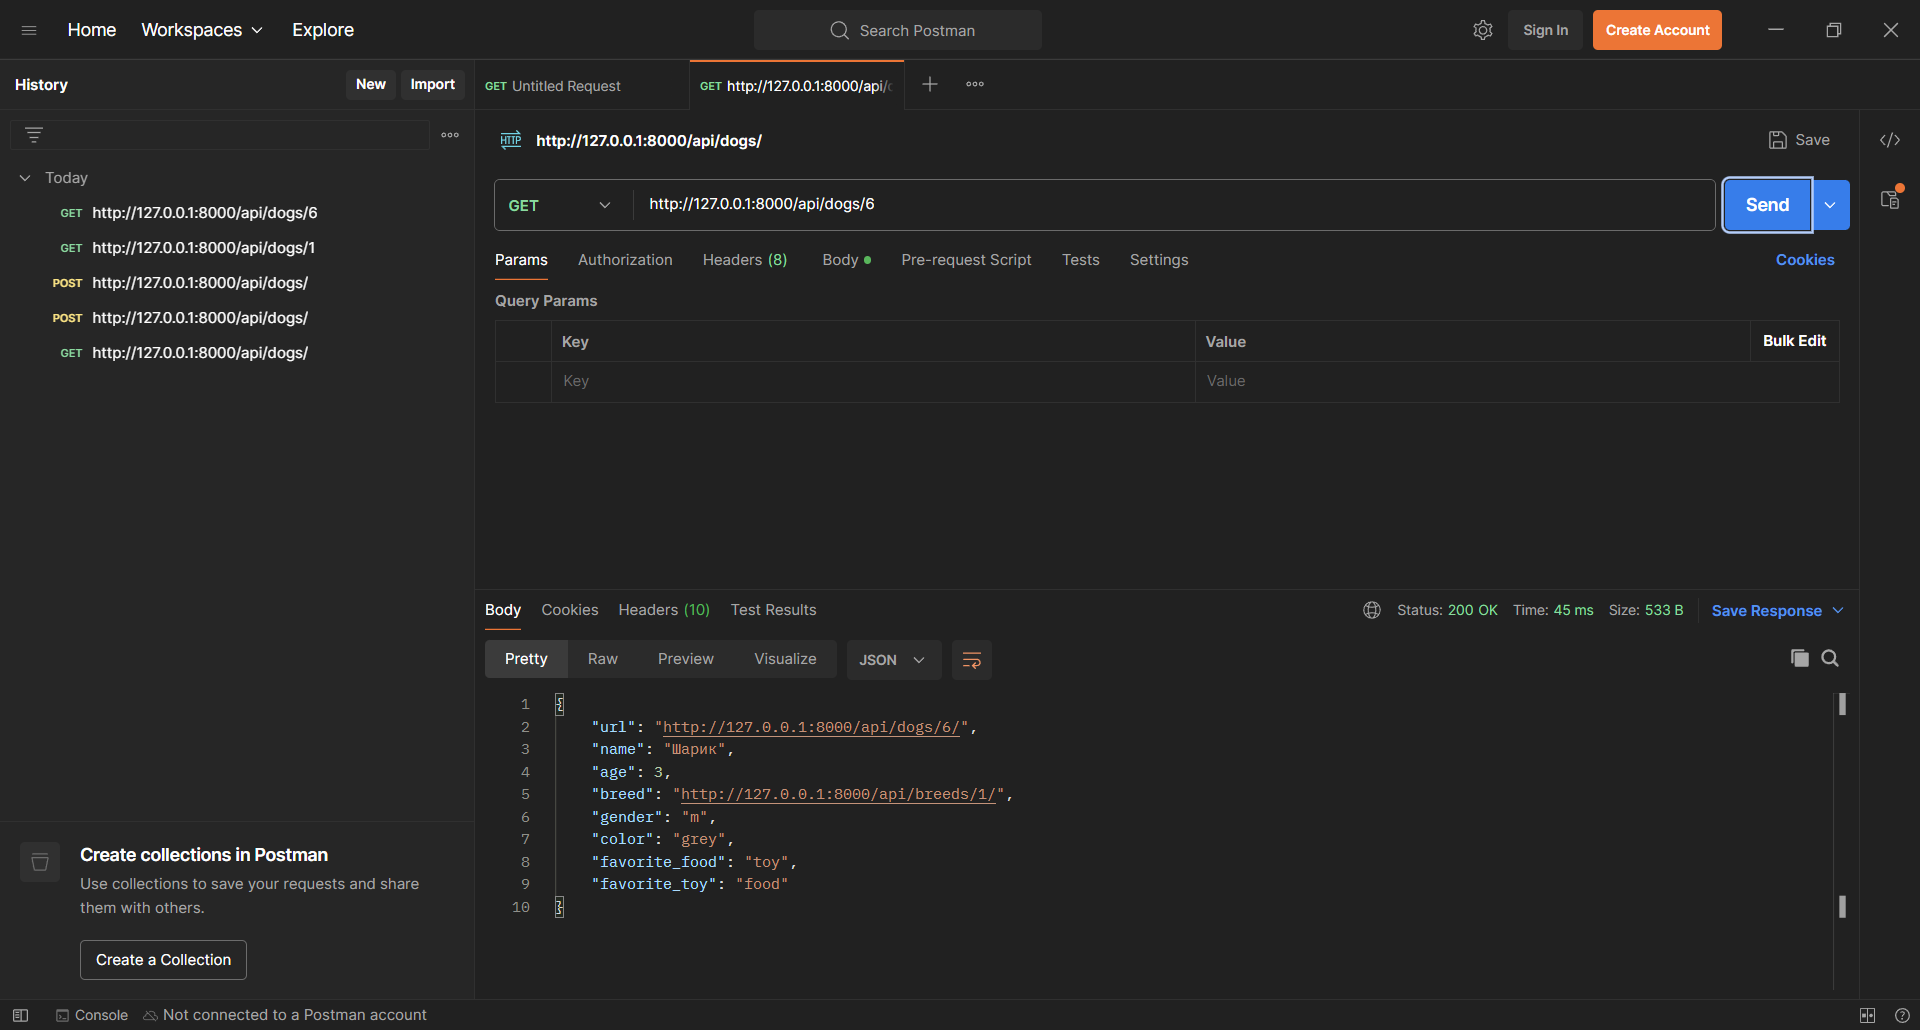 Home Workspaces Explore Search Postman Sign In Create Account
History New Import
GET Untitled Request GET http://127.0.0.1:8000/api/
HTTP http://127.0.0.1:8000/api/dogs/ Save
Today
GET http://127.0.0.1:8000/api/dogs/6
GET http://127.0.0.1:8000/api/dogs/1
POST http://127.0.0.1:8000/api/dogs/
POST http://127.0.0.1:8000/api/dogs/
GET http://127.0.0.1:8000/api/dogs/
GET http://127.0.0.1:8000/api/dogs/6 Send
Params Authorization Headers (8) Body Pre-request Script Tests Settings Cookies
Query Params
Key Value Bulk Edit
Key Value
Body Cookies Headers (10) Test Results Status: 200 OK Time: 45 ms Size: 533 B Save Response
Pretty Raw Preview Visualize JSON
1 {
2 "url": "http://127.0.0.1:8000/api/dogs/6/",
3 "name": "Шарик",
4 "age": 3,
5 "breed": "http://127.0.0.1:8000/api/breeds/1/",
6 "gender": "m",
7 "color": "grey",
8 "favorite_food": "toy",
9 "favorite_toy": "food"
10 }
Create collections in Postman
Use collections to save your requests and share
them with others.
Create a Collection
Console Not connected to a Postman account